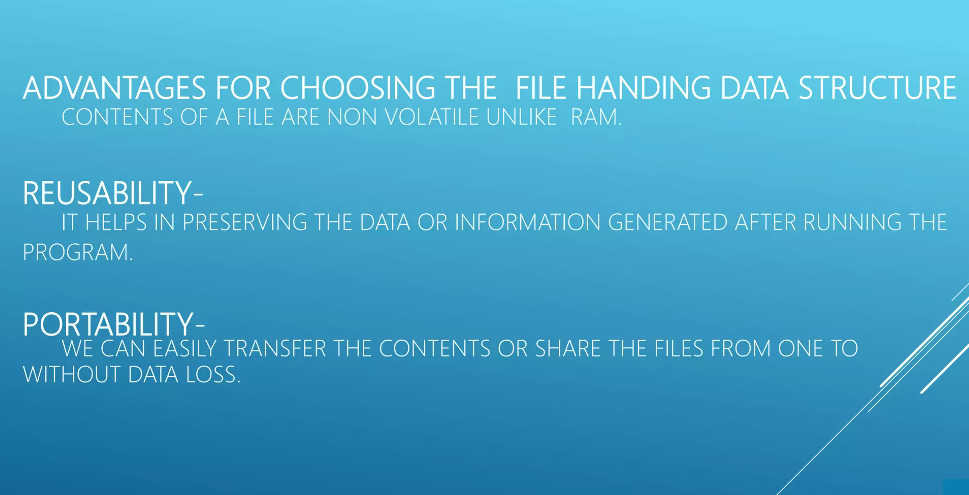 ADVANTAGES FOR CHOOSING THE FILE HANDING DATA STRUCTURE
CONTENTS OF A FILE ARE NON VOLATILE UNLIKE RAM.
REUSABILITY-
IT HELPS IN PRESERVING THE DATA OR INFORMATION GENERATED AFTER RUNNING THE
PROGRAM.
PORTABILITY-
WE CAN EASILY TRANSFER THE CONTENTS OR SHARE THE FILES FROM ONE TO
WITHOUT DATA LOSS.